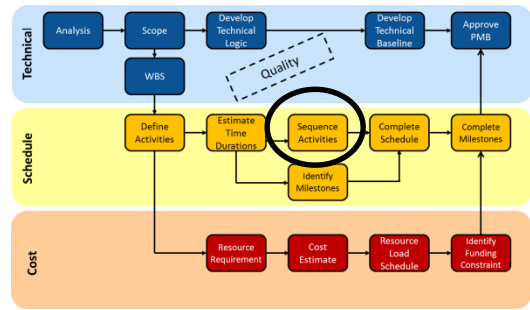 Technical
Analysis
Scope
Develop
Technical
Logic
Develop
Technical
Baseline
Approve
PMB
WBS
Quality
Schedule
Define
Activities
Estimate
Time
Durations
Sequence
Activities
Complete
Schedule
Complete
Milestones
Identify
Milestones
Cost
Resource
Requirement
Cost
Estimate
Resource
Load
Schedule
Identify
Funding
Constraint